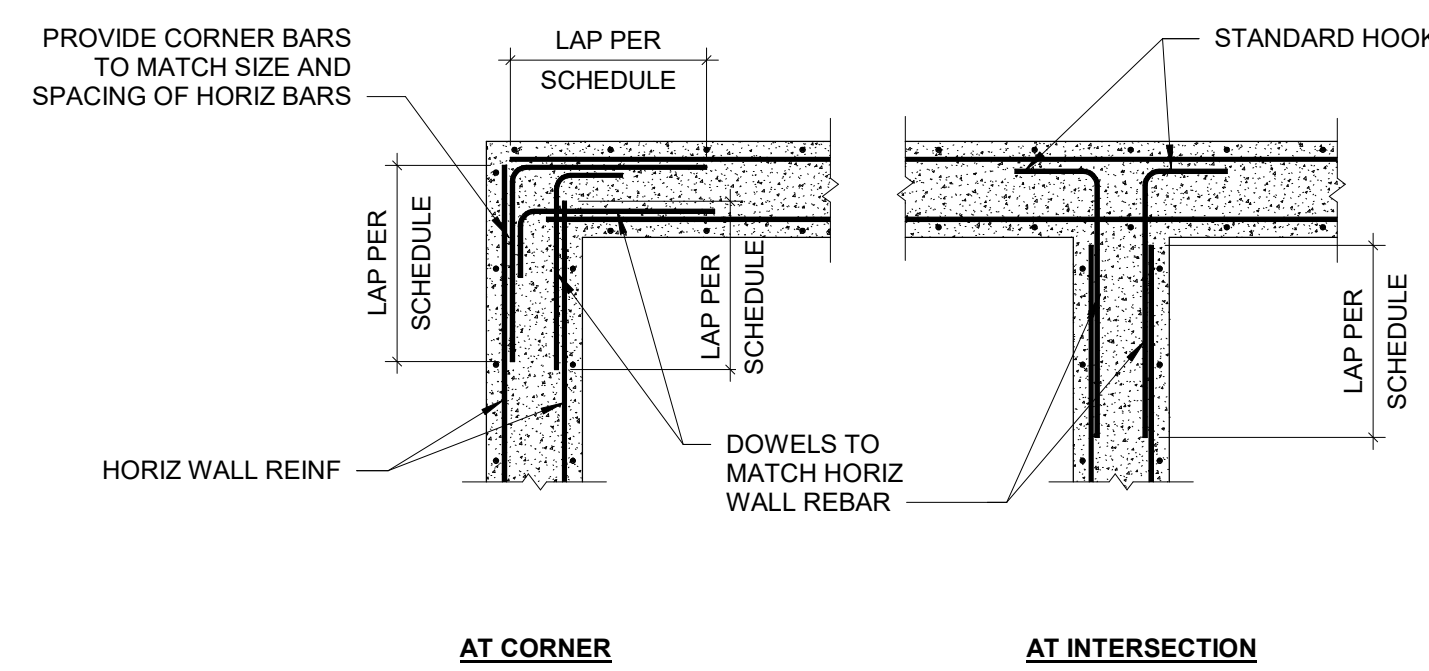 PROVIDE CORNER BARS
TO MATCH SIZE AND
SPACING OF HORIZ BARS
LAP PER
SCHEDULE
STANDARD HOOK
LAP PER
SCHEDULE
LAP PER
SCHEDULE
LAP PER
SCHEDULE
HORIZ WALL REINF
DOWELS TO
MATCH HORIZ
WALL REBAR
AT CORNER
AT INTERSECTION